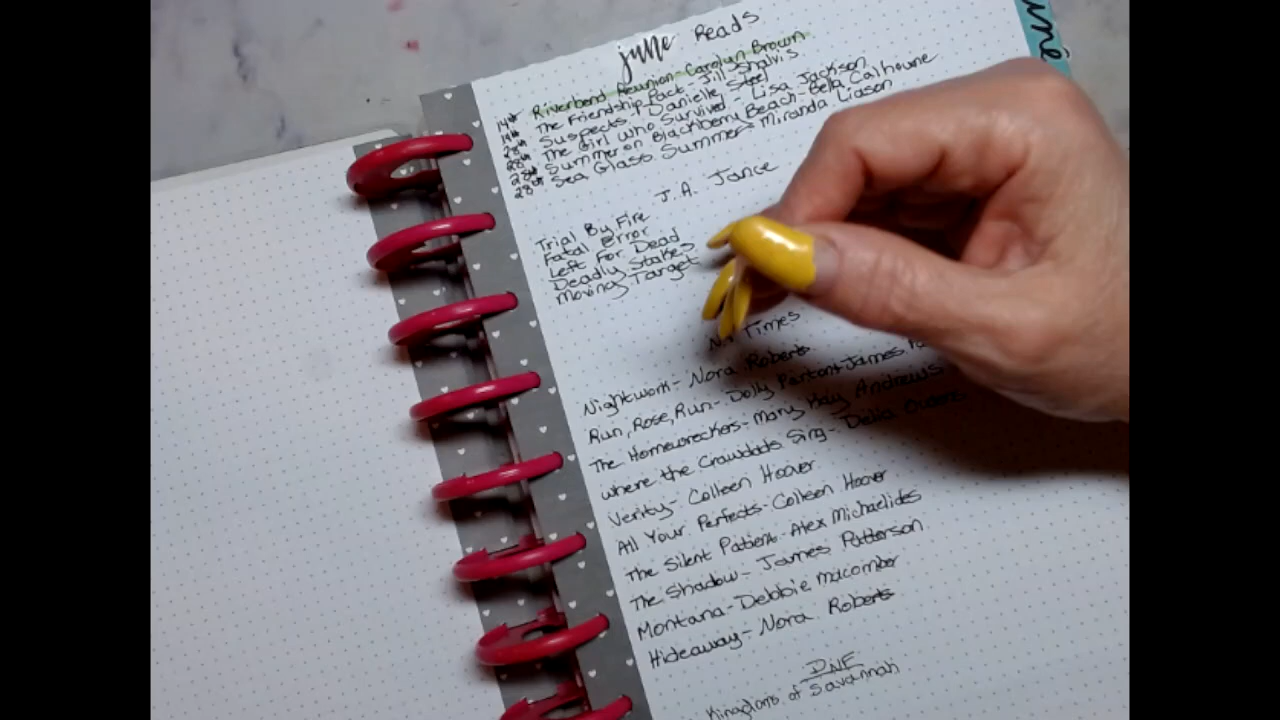 june Reads
14th Riverbend Reunion - Carolyn Brown
19th The Friendship Pact - Jill Shalvis
28th Suspects - Danielle Steel
28th The Girl Who Survived - Lisa Jackson
28th Summer on Blackberry Beach - Bella Calhoune
28th Sea Glass Summer - Miranda Liasen
J.A. Jance
Trial By Fire
Fatal Error
Left For Dead
Deadly Stakes
Moving Target
NY Times
Nightwork - Nora Roberts
Run, Rose, Run - Dolly Parton + James
The Homewreckers - Mary Kay Andrews
where the Crawdads Sing - Delia Owens
Verity - Colleen Hoover
All Your Perfects - Colleen Hoover
The Silent Patient - Alex Michaelides
The Shadow - James Patterson
Montana - Debbie macomber
Hideaway - Nora Roberts
DNF
Kingdoms of Savannah
une